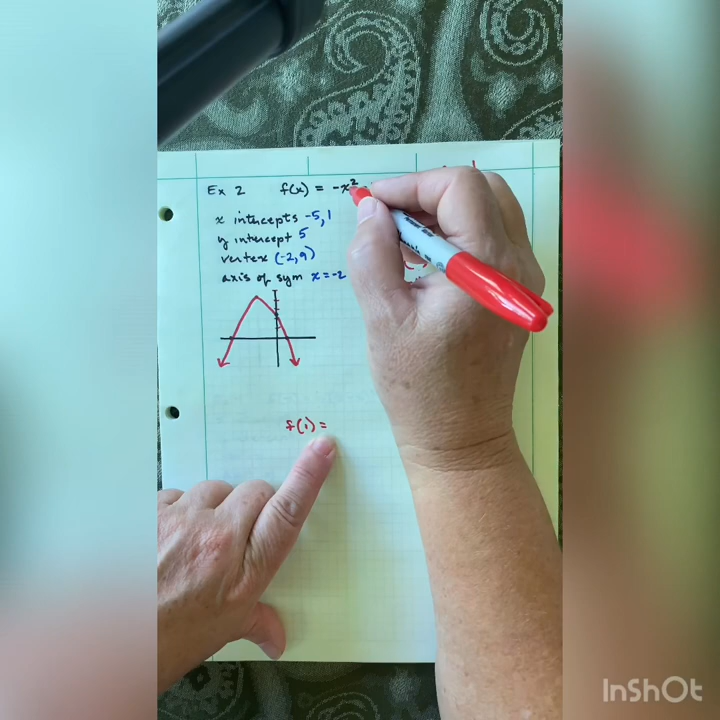 Ex 2 f(x) = -x²
x intercepts -5, 1
y intercept 5
vertex (-2, 9)
axis of sym x = -2
f(1) =
InShOt